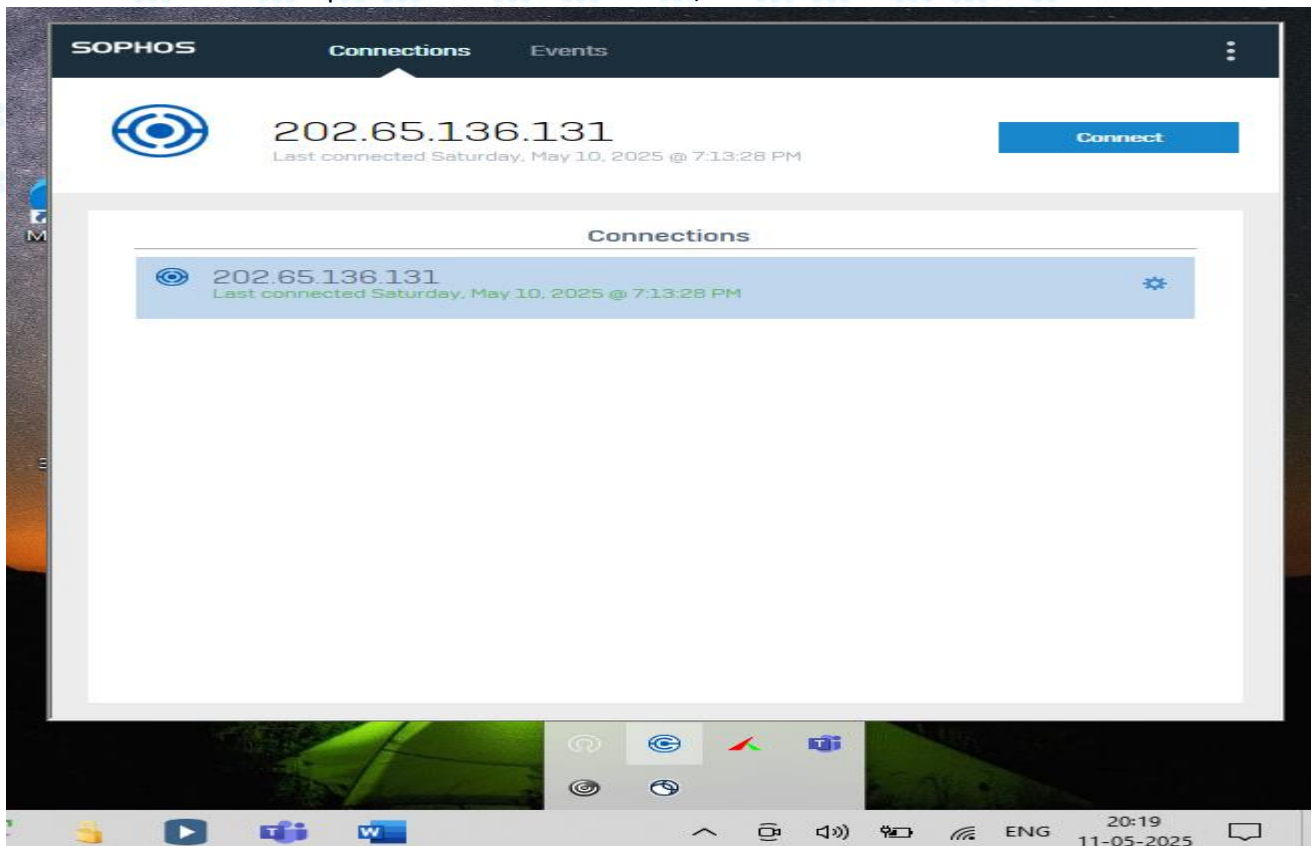 SOPHOS
Connections Events
202.65.136.131
Last connected Saturday, May 10, 2025 @ 7:13:28 PM
Connect
Connections
202.65.136.131
Last connected Saturday, May 10, 2025 @ 7:13:28 PM
M
ENG
20:19
11-05-2025